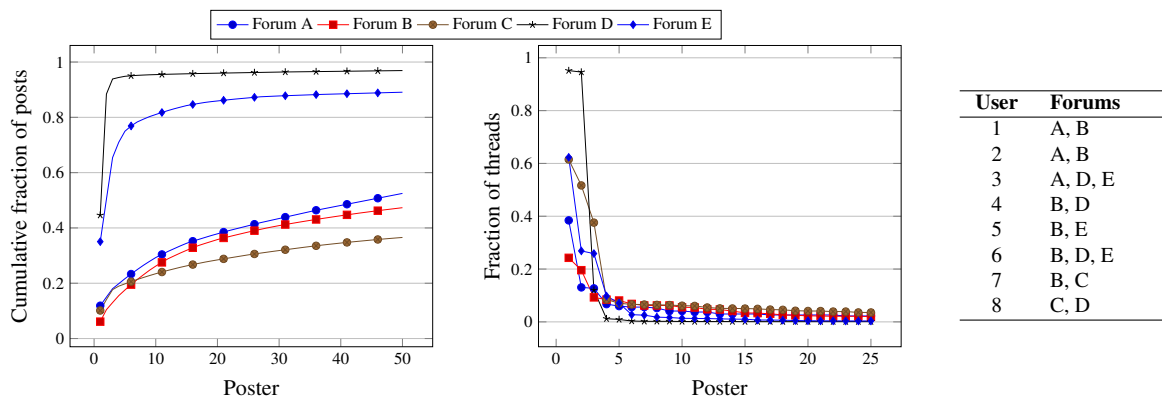 Forum A Forum B Forum C Forum D Forum E
1
0.8
0.6
0.4
0.2
0
0 10 20 30 40 50
Poster
Cumulative fraction of posts
1
0.8
0.6
0.4
0.2
0
0 5 10 15 20 25
Poster
Fraction of threads
User Forums
1 A, B
2 A, B
3 A, D, E
4 B, D
5 B, E
6 B, D, E
7 B, C
8 C, D